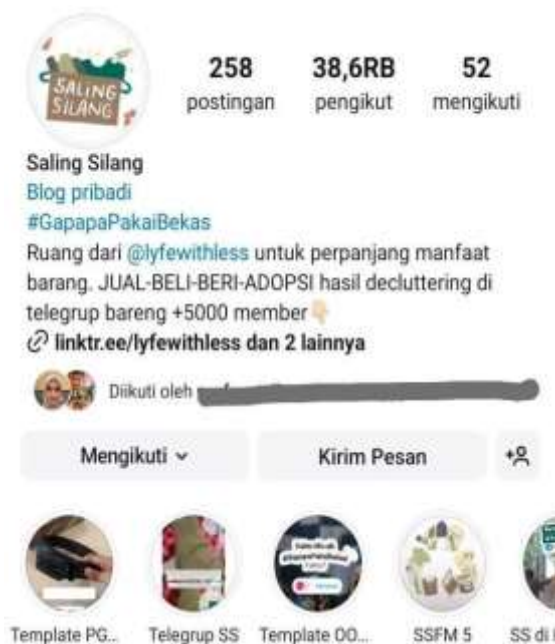 SALING
SILANG
258 38,6RB 52
postingan pengikut mengikuti
Saling Silang
Blog pribadi
#GapapaPakaiBekas
Ruang dari @lyfewithless untuk perpanjang manfaat
barang. JUAL-BELI-BERI-ADOPSI hasil decluttering di
telegrup bareng +5000 member👇🏻
linktr.ee/lyfewithless dan 2 lainnya
Diikuti oleh
Mengikuti Kirim Pesan
Template PG... Telegrup SS Template OO... SSFM 5 SS di